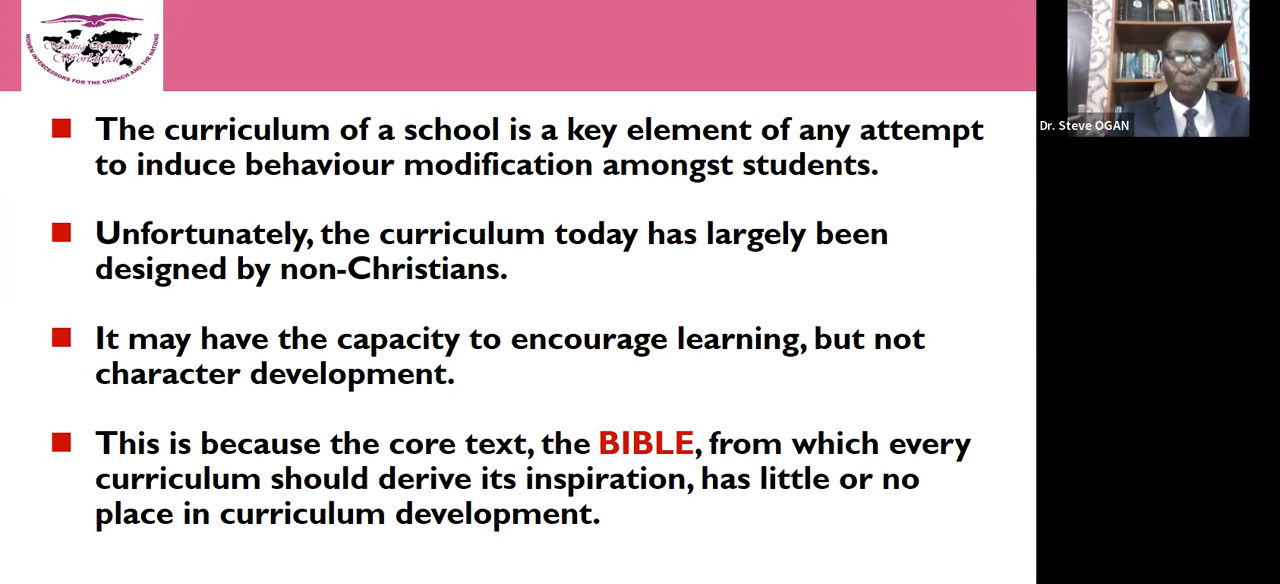 Wailing Women
Worldwide
WOMEN INTERCESSORS FOR THE CHURCH AND THE NATIONS
The curriculum of a school is a key element of any attempt
to induce behaviour modification amongst students.
Unfortunately, the curriculum today has largely been
designed by non-Christians.
It may have the capacity to encourage learning, but not
character development.
This is because the core text, the BIBLE, from which every
curriculum should derive its inspiration, has little or no
place in curriculum development.
Dr. Steve OGAN